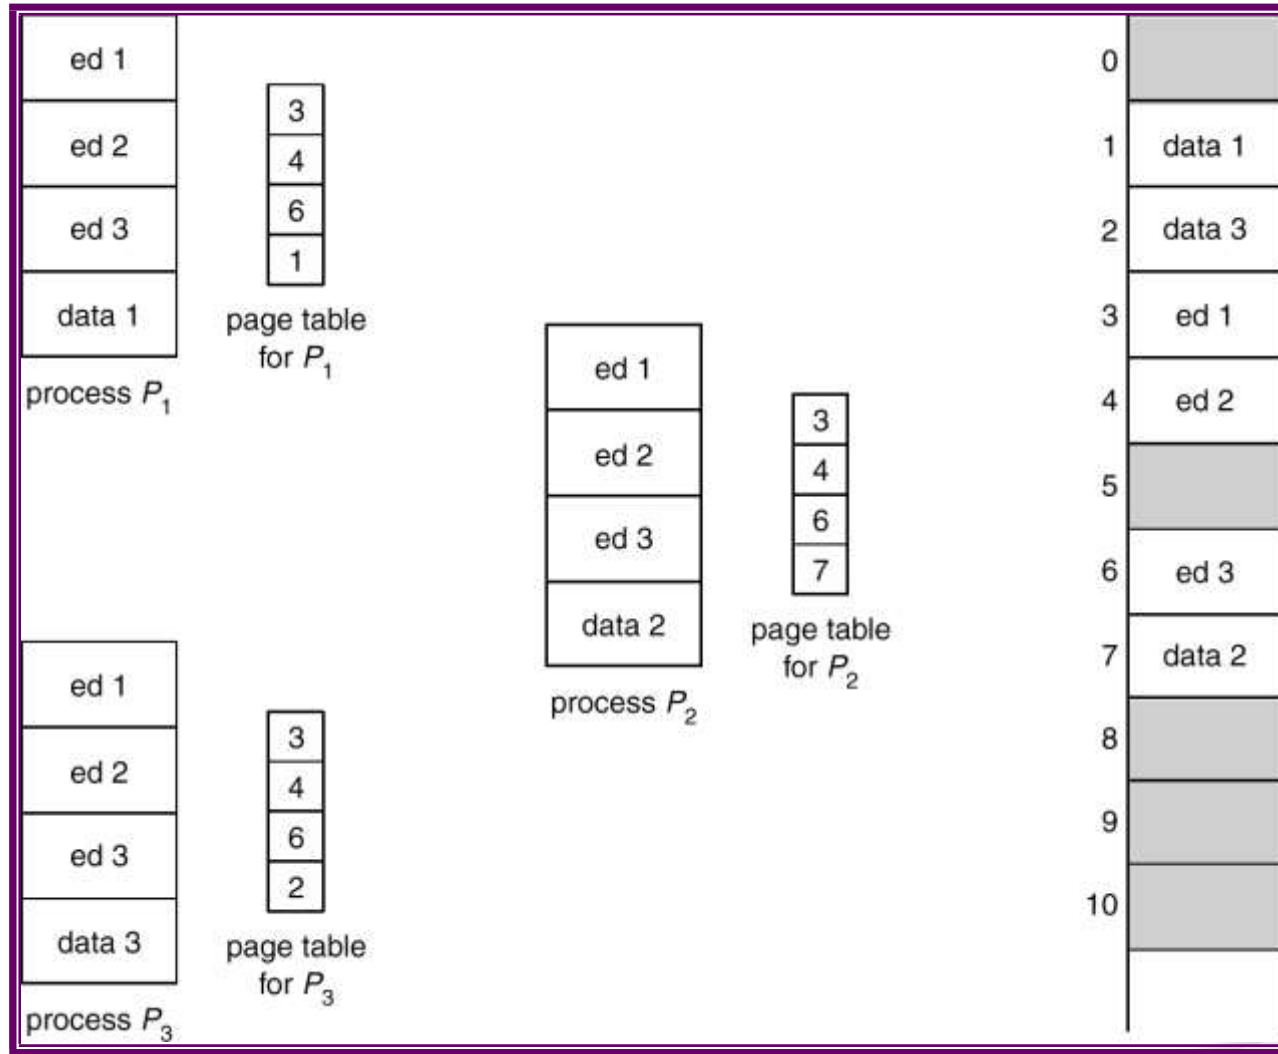 ed 1
ed 2
ed 3
data 1
process P1
3
4
6
1
page table
for P1
ed 1
ed 2
ed 3
data 2
process P2
3
4
6
7
page table
for P2
ed 1
ed 2
ed 3
data 3
process P3
3
4
6
2
page table
for P3
0
1 data 1
2 data 3
3 ed 1
4 ed 2
5
6 ed 3
7 data 2
8
9
10